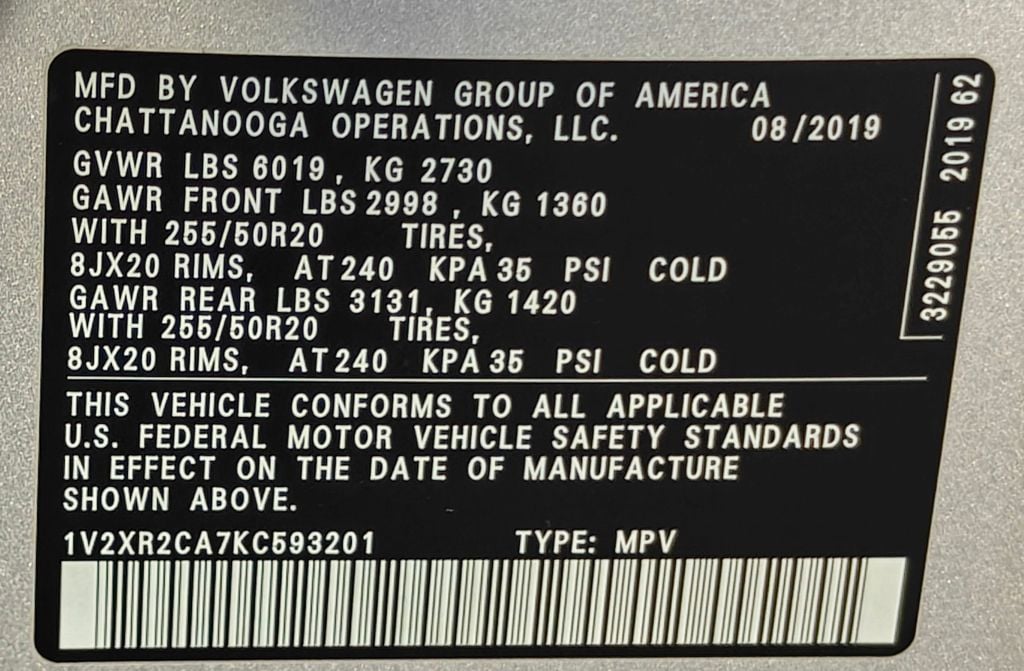 MFD BY VOLKSWAGEN GROUP OF AMERICA
CHATTANOOGA OPERATIONS, LLC. 08/2019
GVWR LBS 6019, KG 2730
GAWR FRONT LBS 2998, KG 1360
WITH 255/50R20 TIRES,
8JX20 RIMS, AT 240 KPA 35 PSI COLD
GAWR REAR LBS 3131, KG 1420
WITH 255/50R20 TIRES,
8JX20 RIMS, AT 240 KPA 35 PSI COLD
THIS VEHICLE CONFORMS TO ALL APPLICABLE
U.S. FEDERAL MOTOR VEHICLE SAFETY STANDARDS
IN EFFECT ON THE DATE OF MANUFACTURE
SHOWN ABOVE.
1V2XR2CA7KC593201 TYPE: MPV
3229055 2019 62